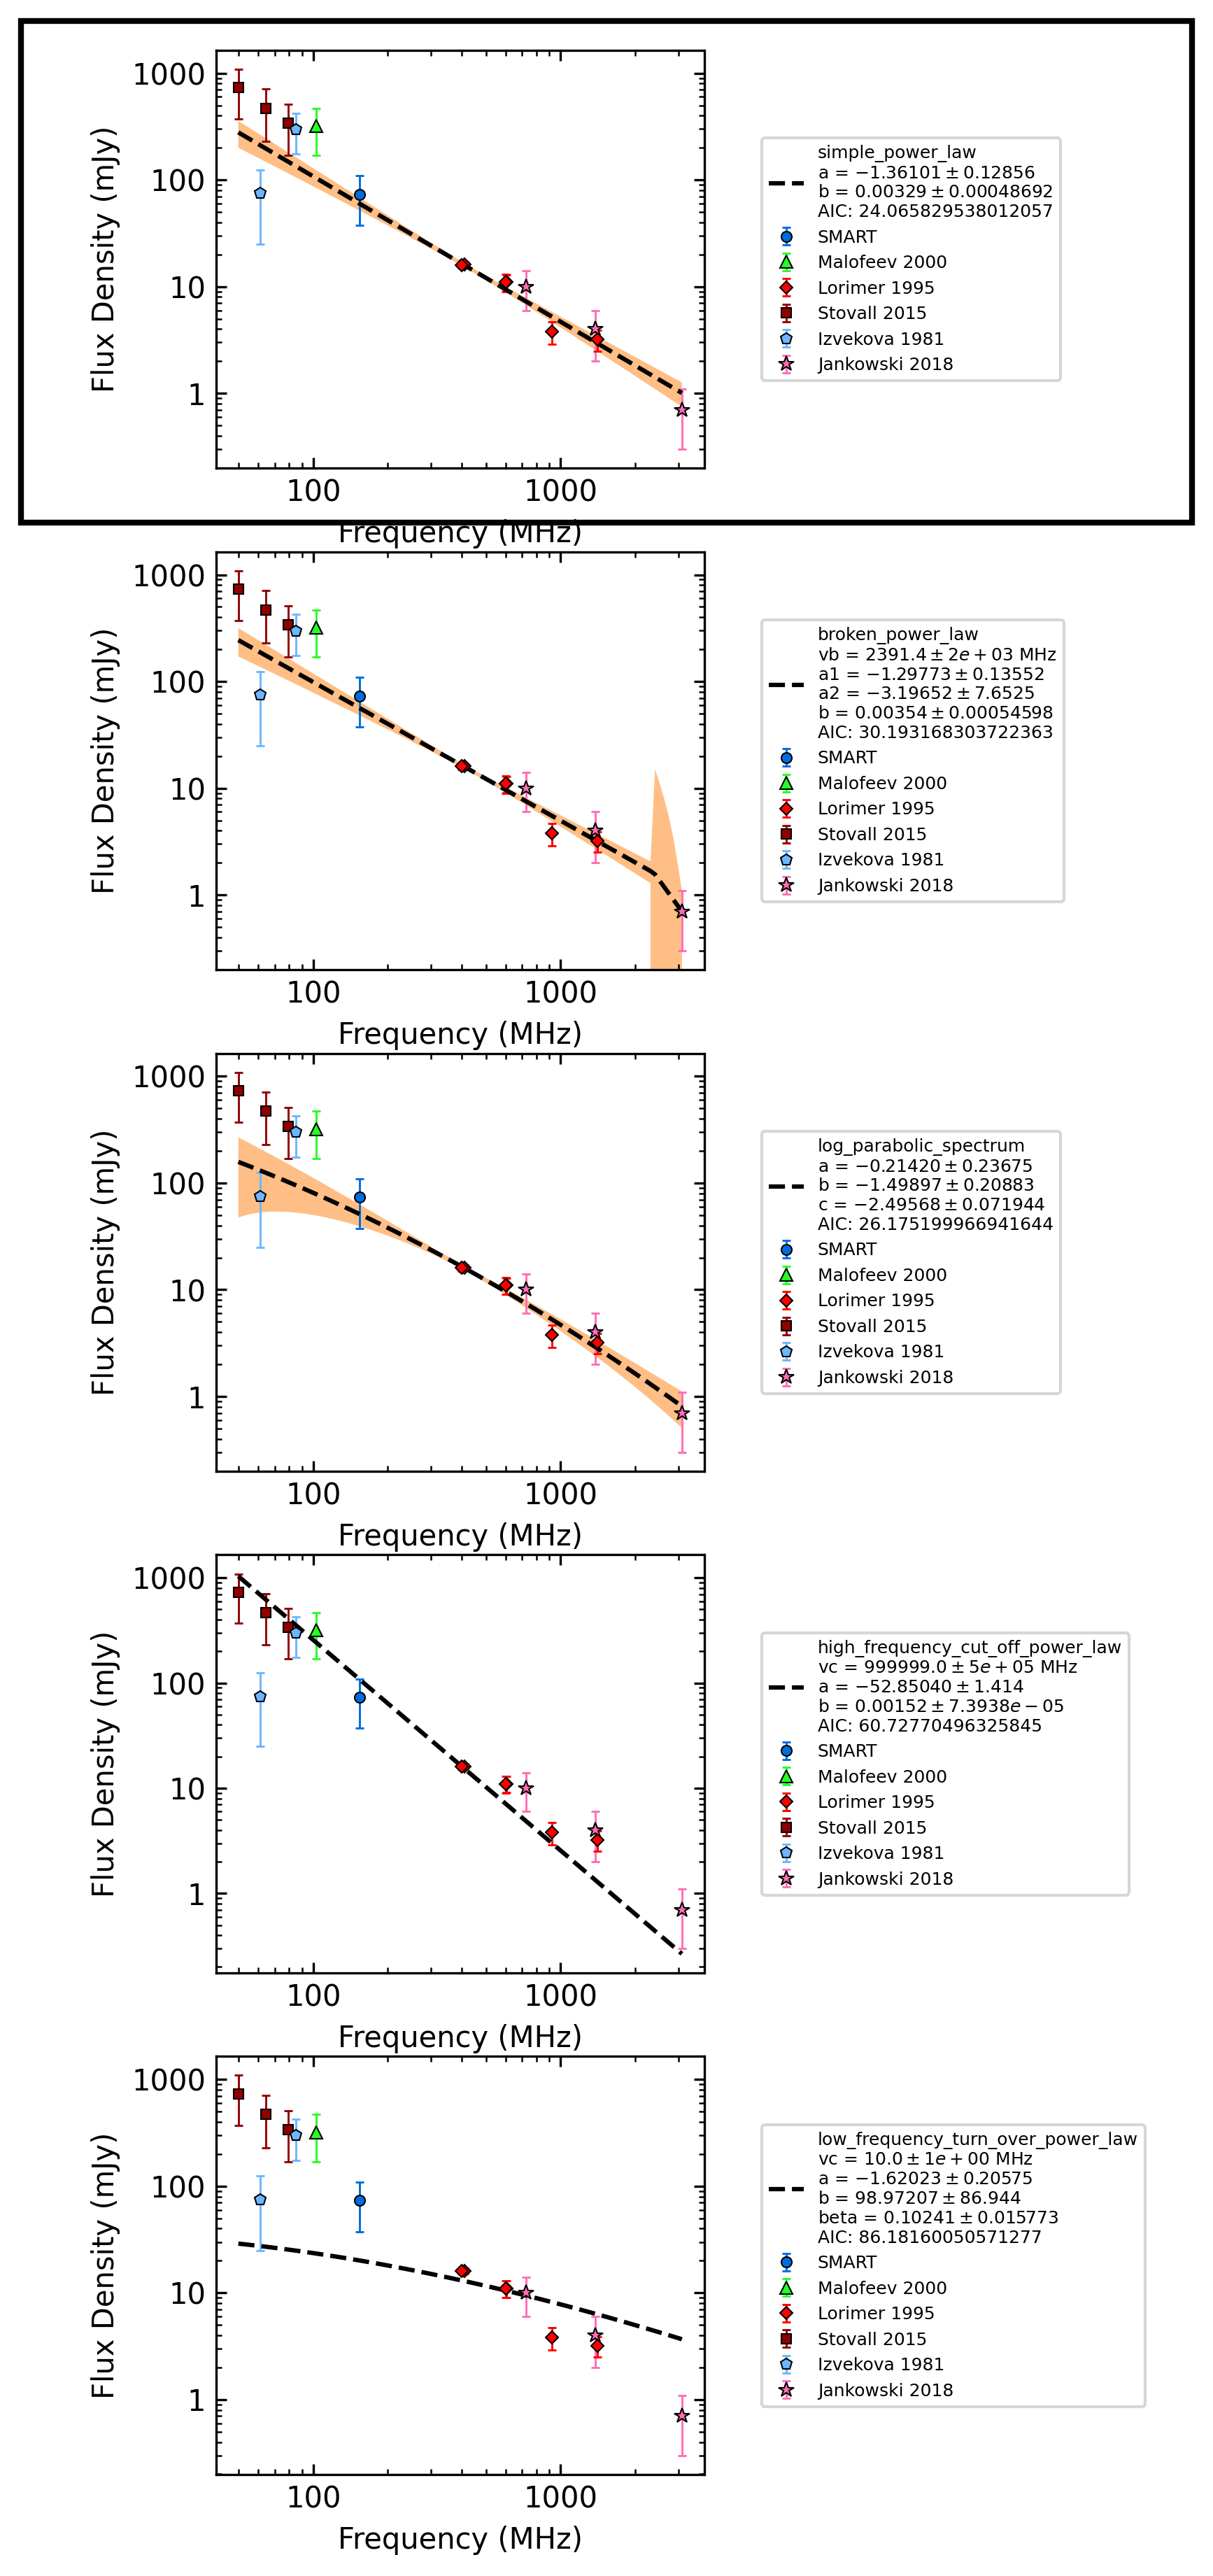 1000
100
10
1
Flux Density (mJy)
100 1000
Frequency (MHz)
simple_power_law
a = −1.36101 ± 0.12856
b = 0.00329 ± 0.00048692
AIC: 24.065829538012057
SMART
Malofeev 2000
Lorimer 1995
Stovall 2015
Izvekova 1981
Jankowski 2018
1000
100
10
1
Flux Density (mJy)
100 1000
Frequency (MHz)
broken_power_law
vb = 2391.4 ± 2e + 03 MHz
a1 = −1.29773 ± 0.13552
a2 = −3.19652 ± 7.6525
b = 0.00354 ± 0.00054598
AIC: 30.193168303722363
SMART
Malofeev 2000
Lorimer 1995
Stovall 2015
Izvekova 1981
Jankowski 2018
1000
100
10
1
Flux Density (mJy)
100 1000
Frequency (MHz)
log_parabolic_spectrum
a = −0.21420 ± 0.23675
b = −1.49897 ± 0.20883
c = −2.49568 ± 0.071944
AIC: 26.175199966941644
SMART
Malofeev 2000
Lorimer 1995
Stovall 2015
Izvekova 1981
Jankowski 2018
1000
100
10
1
Flux Density (mJy)
100 1000
Frequency (MHz)
high_frequency_cut_off_power_law
vc = 999999.0 ± 5e + 05 MHz
a = −52.85040 ± 1.414
b = 0.00152 ± 7.3938e − 05
AIC: 60.72770496325845
SMART
Malofeev 2000
Lorimer 1995
Stovall 2015
Izvekova 1981
Jankowski 2018
1000
100
10
1
Flux Density (mJy)
100 1000
Frequency (MHz)
low_frequency_turn_over_power_law
vc = 10.0 ± 1e + 00 MHz
a = −1.62023 ± 0.20575
b = 98.97207 ± 86.944
beta = 0.10241 ± 0.015773
AIC: 86.18160050571277
SMART
Malofeev 2000
Lorimer 1995
Stovall 2015
Izvekova 1981
Jankowski 2018